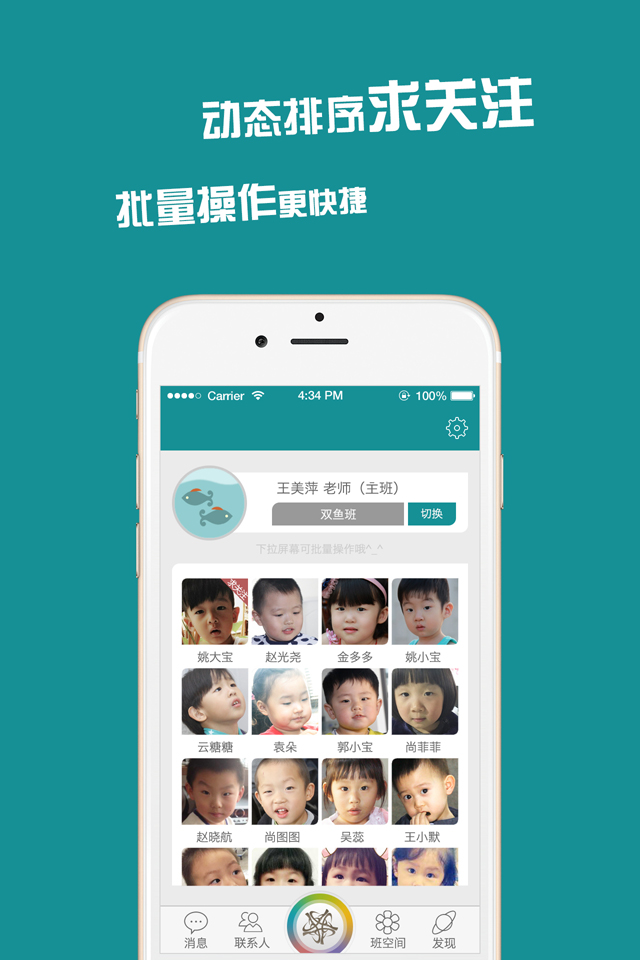 动态排序求关注
批量操作更快捷
Carrier 4:34 PM 100%
王美萍 老师（主班）
双鱼班 切换
下拉屏幕可批量操作哦^_^
求关注
姚大宝 赵光尧 金多多 姚小宝
云糖糖 袁朵 郭小宝 尚菲菲
赵晓航 尚图图 吴蕊 王小默
消息 联系人 班空间 发现